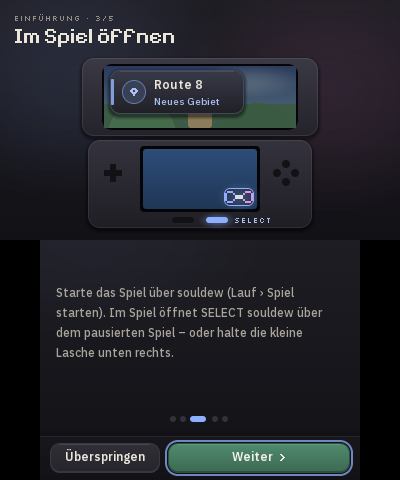 EINFÜHRUNG · 3/5
Im Spiel öffnen
Route 8
Neues Gebiet
SELECT
Starte das Spiel über souldew (Lauf › Spiel
starten). Im Spiel öffnet SELECT souldew über
dem pausierten Spiel – oder halte die kleine
Lasche unten rechts.
Überspringen
Weiter ›